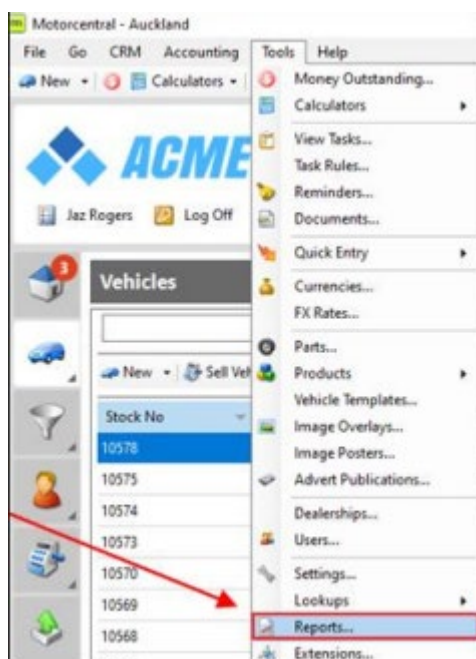 Motorcentral - Auckland
File Go CRM Accounting Tools Help
New Calculators
ACME
Jaz Rogers Log Off
3
Vehicles
New Sell Veh
Stock No
10578
10575
10574
10573
10570
10569
10568
Money Outstanding...
Calculators
View Tasks...
Task Rules...
Reminders...
Documents...
Quick Entry
Currencies...
FX Rates...
Parts...
Products
Vehicle Templates...
Image Overlays...
Image Posters...
Advert Publications...
Dealerships...
Users...
Settings...
Lookups
Reports...
Extensions...